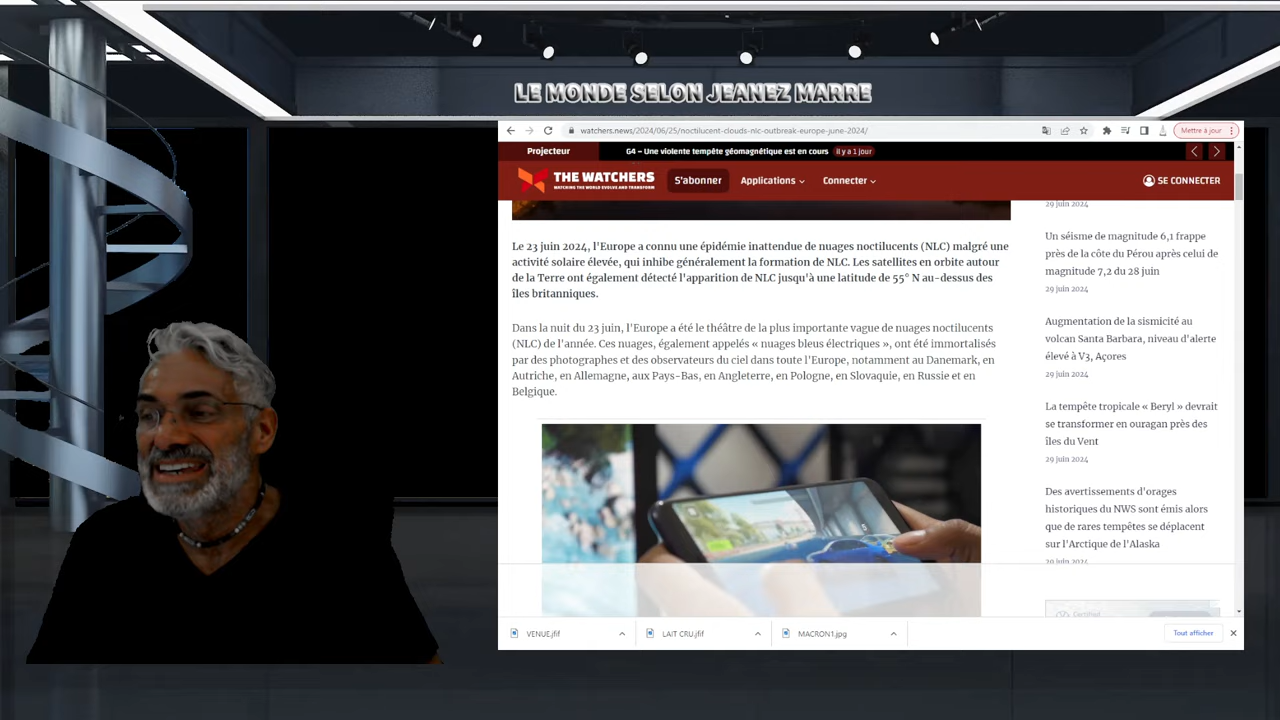 LE MONDE SELON JEANEZ MARRE
watchers.news/2024/06/25/noctilucent-clouds-nlc-outbreak-europe-june-2024/
Mettre à jour
Projecteur
G4 – Une violente tempête géomagnétique est en cours
Il y a 1 jour
THE WATCHERS
WATCHING THE WORLD EVOLVE AND TRANSFORM
S'abonner
Applications
Connecter
SE CONNECTER
Le 23 juin 2024, l'Europe a connu une épidémie inattendue de nuages noctilucents (NLC) malgré une
activité solaire élevée, qui inhibe généralement la formation de NLC. Les satellites en orbite autour
de la Terre ont également détecté l'apparition de NLC jusqu'à une latitude de 55° N au-dessus des
îles britanniques.
Dans la nuit du 23 juin, l'Europe a été le théâtre de la plus importante vague de nuages noctilucents
(NLC) de l'année. Ces nuages, également appelés « nuages bleus électriques », ont été immortalisés
par des photographes et des observateurs du ciel dans toute l'Europe, notamment au Danemark, en
Autriche, en Allemagne, aux Pays-Bas, en Angleterre, en Pologne, en Slovaquie, en Russie et en
Belgique.
29 juin 2024
Un séisme de magnitude 6,1 frappe
près de la côte du Pérou après celui de
magnitude 7,2 du 28 juin
29 juin 2024
Augmentation de la sismicité au
volcan Santa Barbara, niveau d'alerte
élevé à V3, Açores
29 juin 2024
La tempête tropicale « Beryl » devrait
se transformer en ouragan près des
îles du Vent
29 juin 2024
Des avertissements d'orages
historiques du NWS sont émis alors
que de rares tempêtes se déplacent
sur l'Arctique de l'Alaska
29 juin 2024
Certified
VENUE.jfif
LAIT CRU.jfif
MACRON1.jpg
Tout afficher